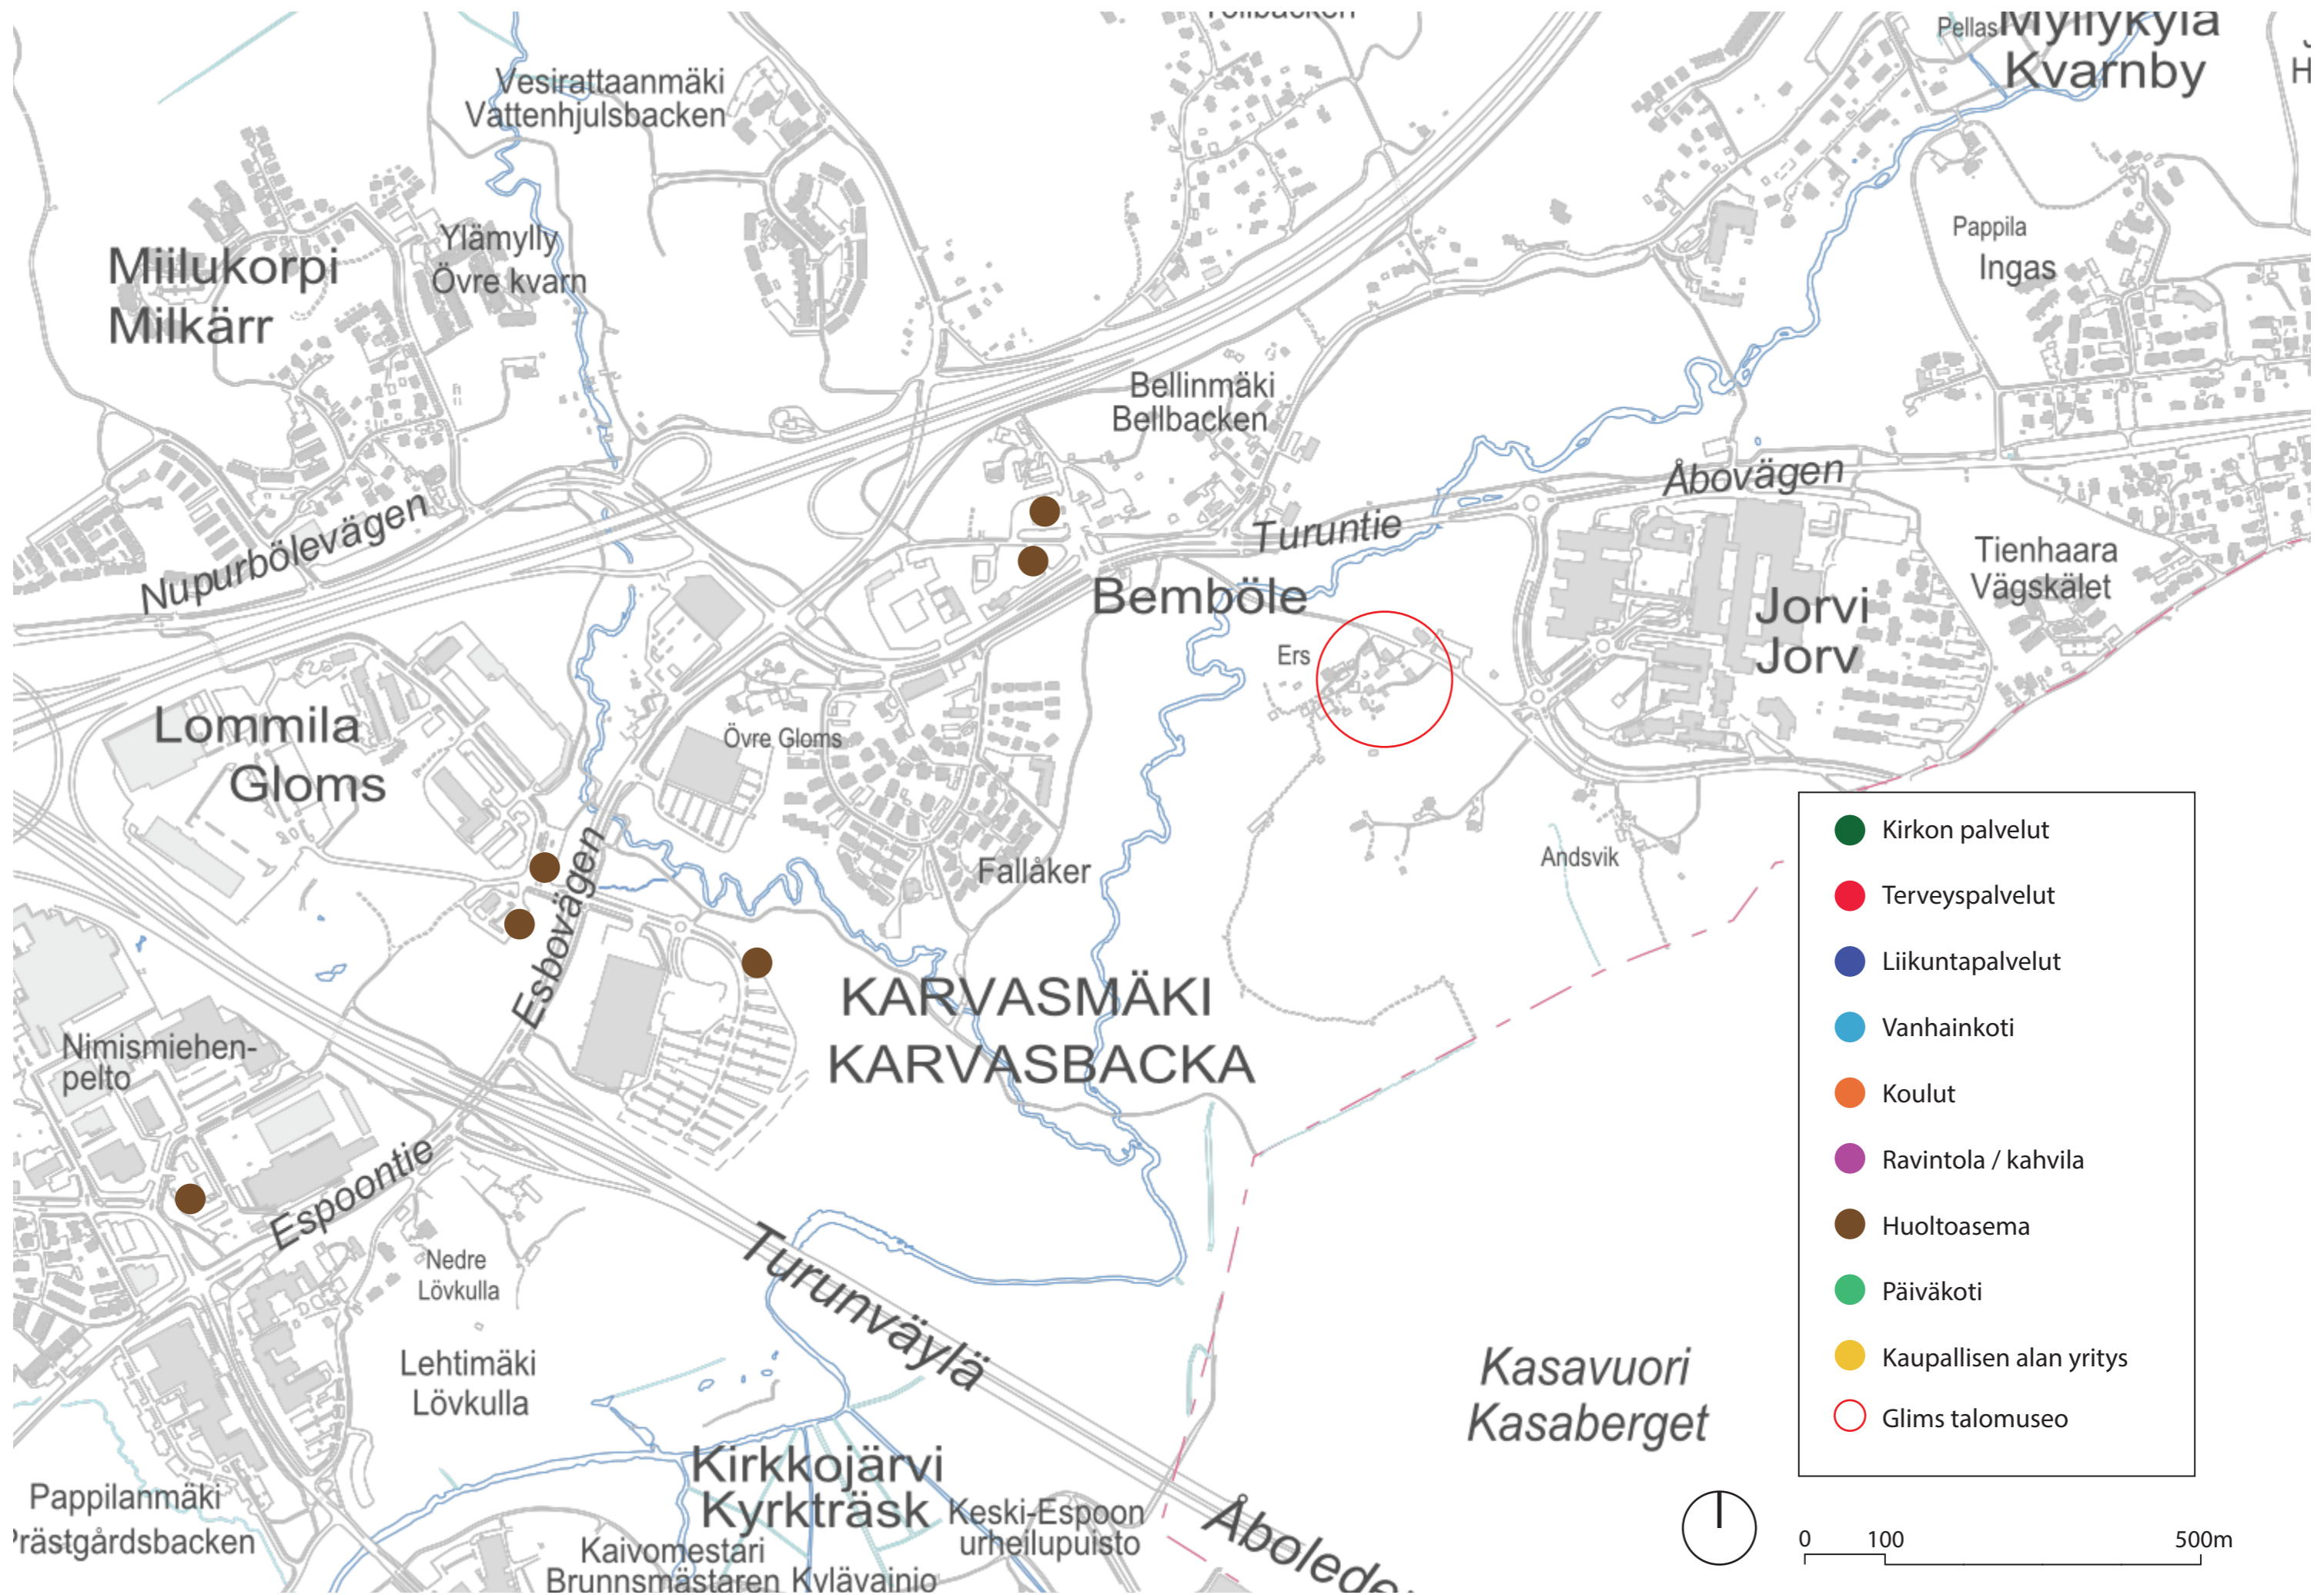 Pellas
Vesirattaanmäki
Vattenhjulsbacken
Kvarnby
Miilukorpi
Milkärr
Ylämylly
Övre kvarn
Pappila
Ingas
Bellinmäki
Bellbacken
Nupurbölevägen
Turuntie
Åbovägen
Bemböle
Ers
Jorvi
Jorv
Tienhaara
Vägskälet
Lommila
Gloms
Övre Gloms
Fallåker
Andsvik
Esbovägen
KARVASMÄKI
KARVASBACKA
Nimismiehen-
pelto
Espoontie
Nedre
Lövkulla
Lehtimäki
Lövkulla
Turunväylä
Kasavuori
Kasaberget
Kirkkojärvi
Kyrkträsk
Keski-Espoon
urheilupuisto
Pappilanmäki
Kaivomestari
Brunnsmästaren
Kylävainio
Kirkon palvelut
Terveyspalvelut
Liikuntapalvelut
Vanhainkoti
Koulut
Ravintola / kahvila
Huoltoasema
Päiväkoti
Kaupallisen alan yritys
Glims talomuseo
0 100 500m